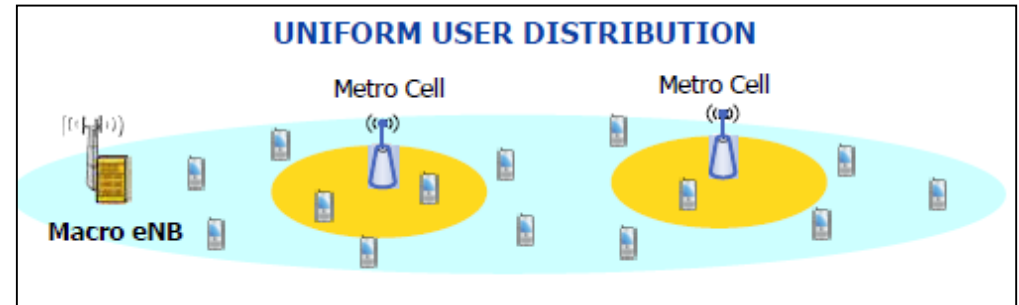 UNIFORM USER DISTRIBUTION
Metro Cell
Metro Cell
Macro eNB